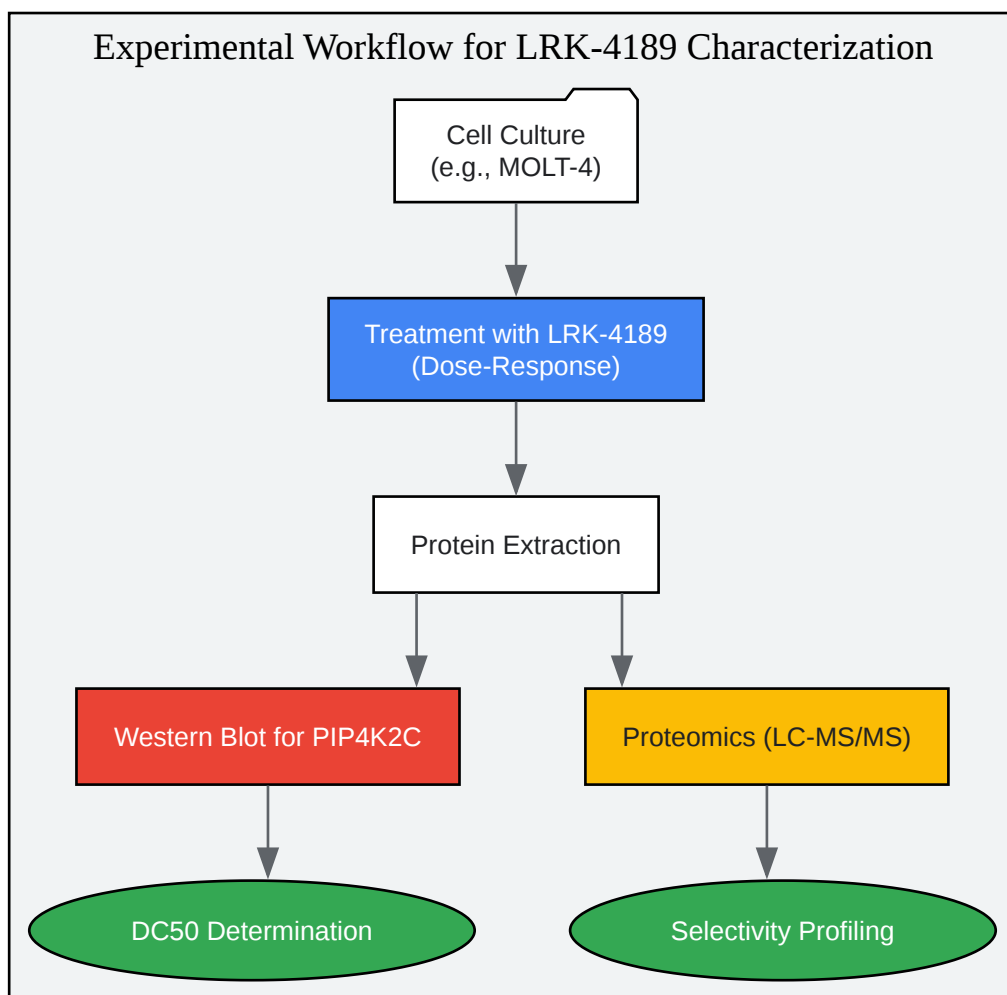 Experimental Workflow for LRK-4189 Characterization
Cell Culture
(e.g., MOLT-4)
Treatment with LRK-4189
(Dose-Response)
Protein Extraction
Western Blot for PIP4K2C
Proteomics (LC-MS/MS)
DC50 Determination
Selectivity Profiling